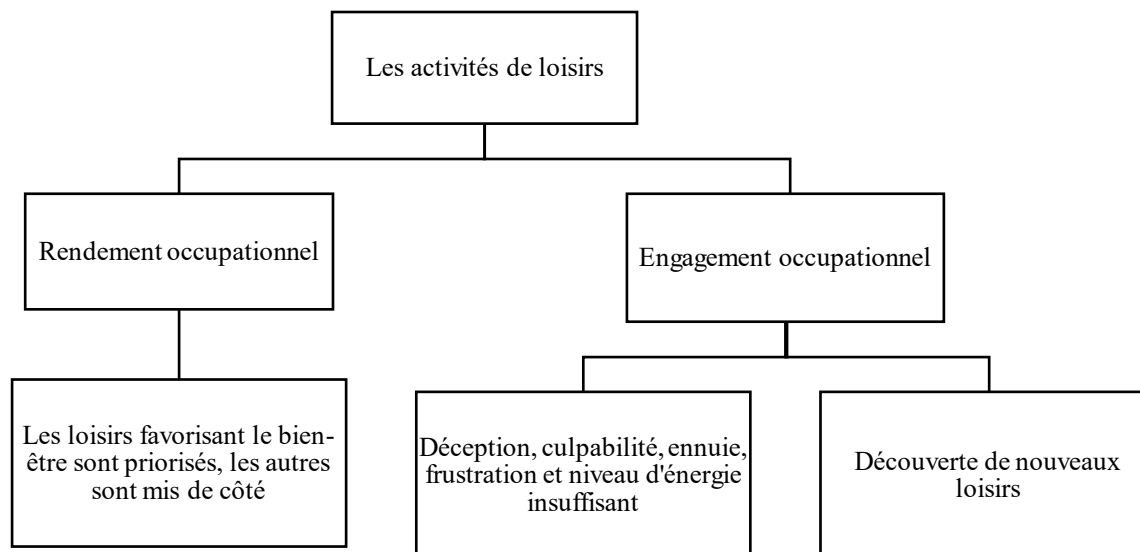 Les activités de loisirs
Rendement occupationnel
Engagement occupationnel
Les loisirs favorisant le bien-
être sont priorisés, les autres
sont mis de côté
Déception, culpabilité, ennuie,
frustration et niveau d'énergie
insuffisant
Découverte de nouveaux
loisirs